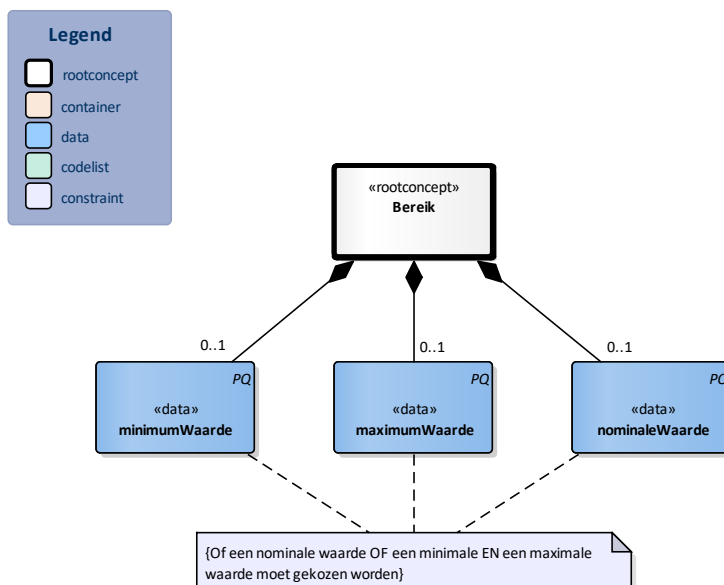 Legend
rootconcept
container
data
codelist
constraint
«rootconcept»
Bereik
0..1
0..1
0..1
PQ
«data»
minimumWaarde
PQ
«data»
maximumWaarde
PQ
«data»
nominaleWaarde
{Of een nominale waarde OF een minimale EN een maximale
waarde moet gekozen worden}